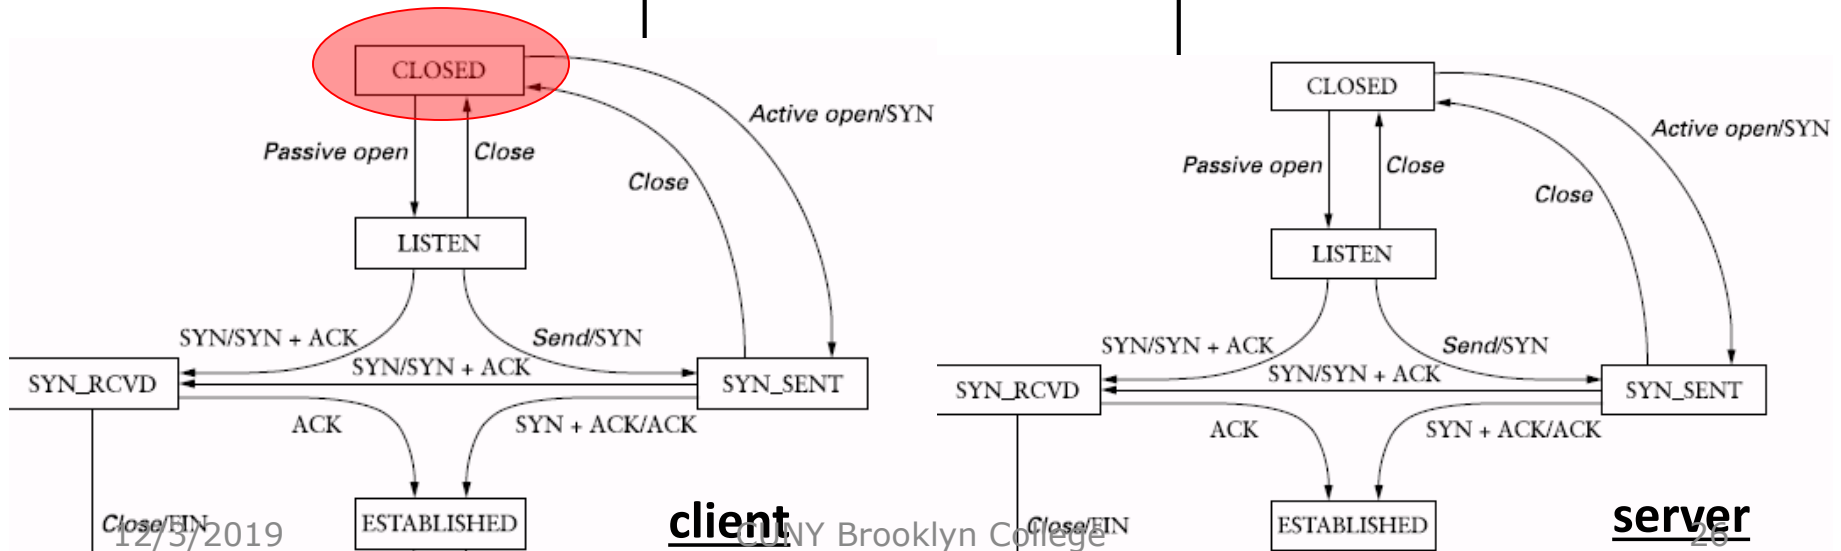 CLOSED
Active open/SYN
Passive open
Close
Close
LISTEN
SYN/SYN + ACK
Send/SYN
SYN/SYN + ACK
SYN_RCVD
SYN_SENT
ACK
SYN + ACK/ACK
Close/FIN
ESTABLISHED
client
CLOSED
Active open/SYN
Passive open
Close
Close
LISTEN
SYN/SYN + ACK
Send/SYN
SYN/SYN + ACK
SYN_RCVD
SYN_SENT
ACK
SYN + ACK/ACK
Close/FIN
ESTABLISHED
server
12/3/2019
CUNY Brooklyn College
26